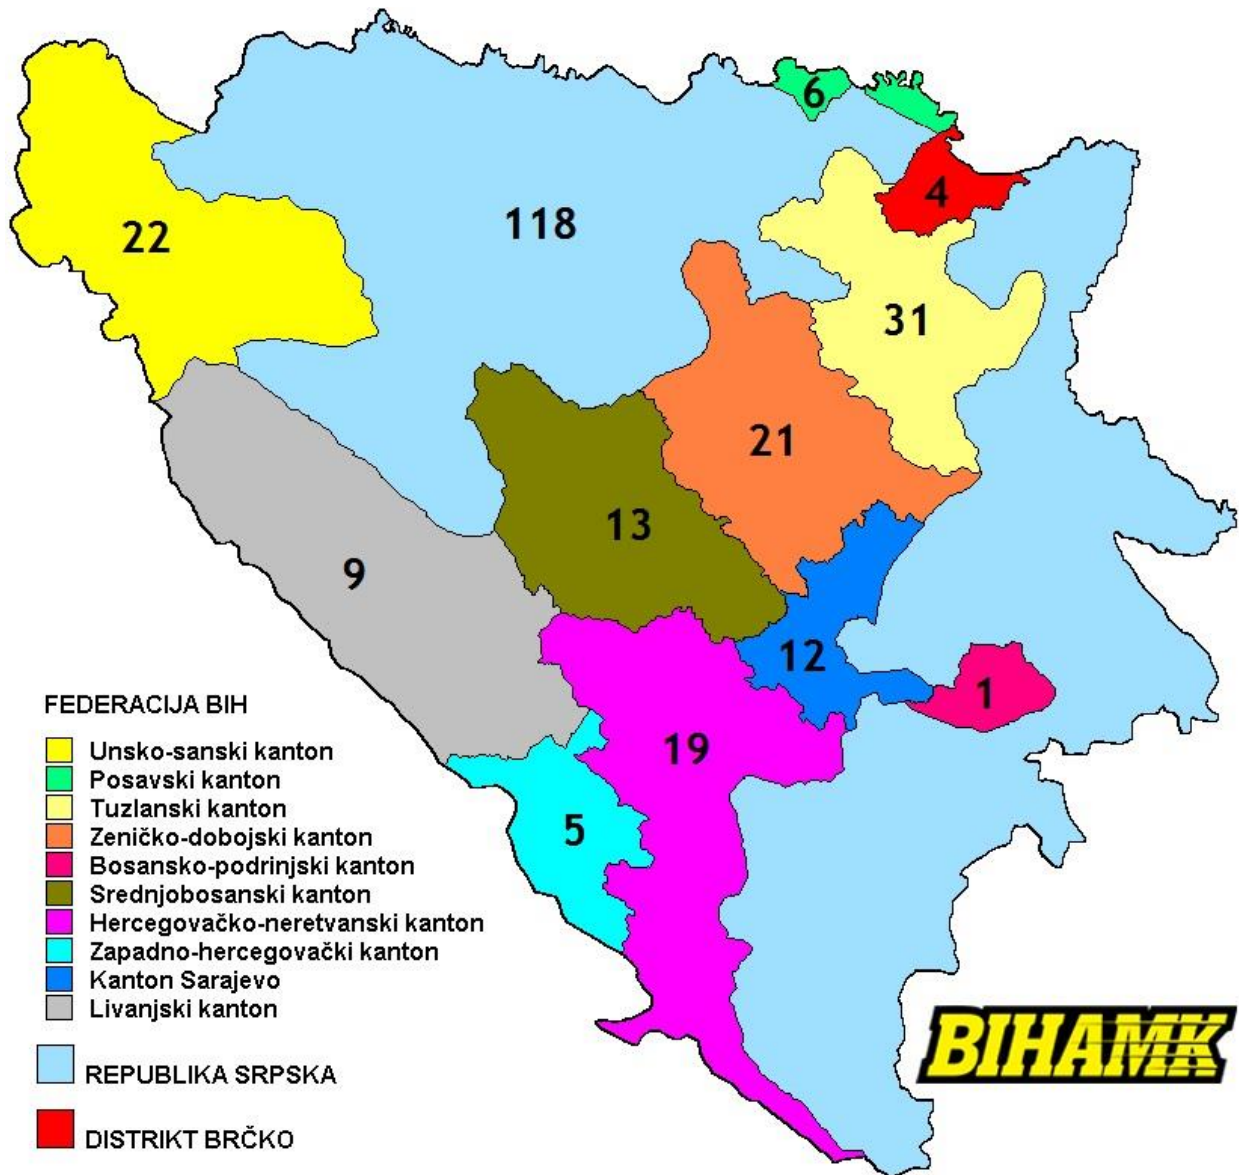 6
4
118
22
31
21
13
9
12
1
19
5
FEDERACIJA BIH
Unsko-sanski kanton
Posavski kanton
Tuzlanski kanton
Zeničko-dobojski kanton
Bosansko-podrinjski kanton
Srednjobosanski kanton
Hercegovačko-neretvanski kanton
Zapadno-hercegovački kanton
Kanton Sarajevo
Livanjski kanton
REPUBLIKA SRPSKA
DISTRIKT BRČKO
BIHAMK